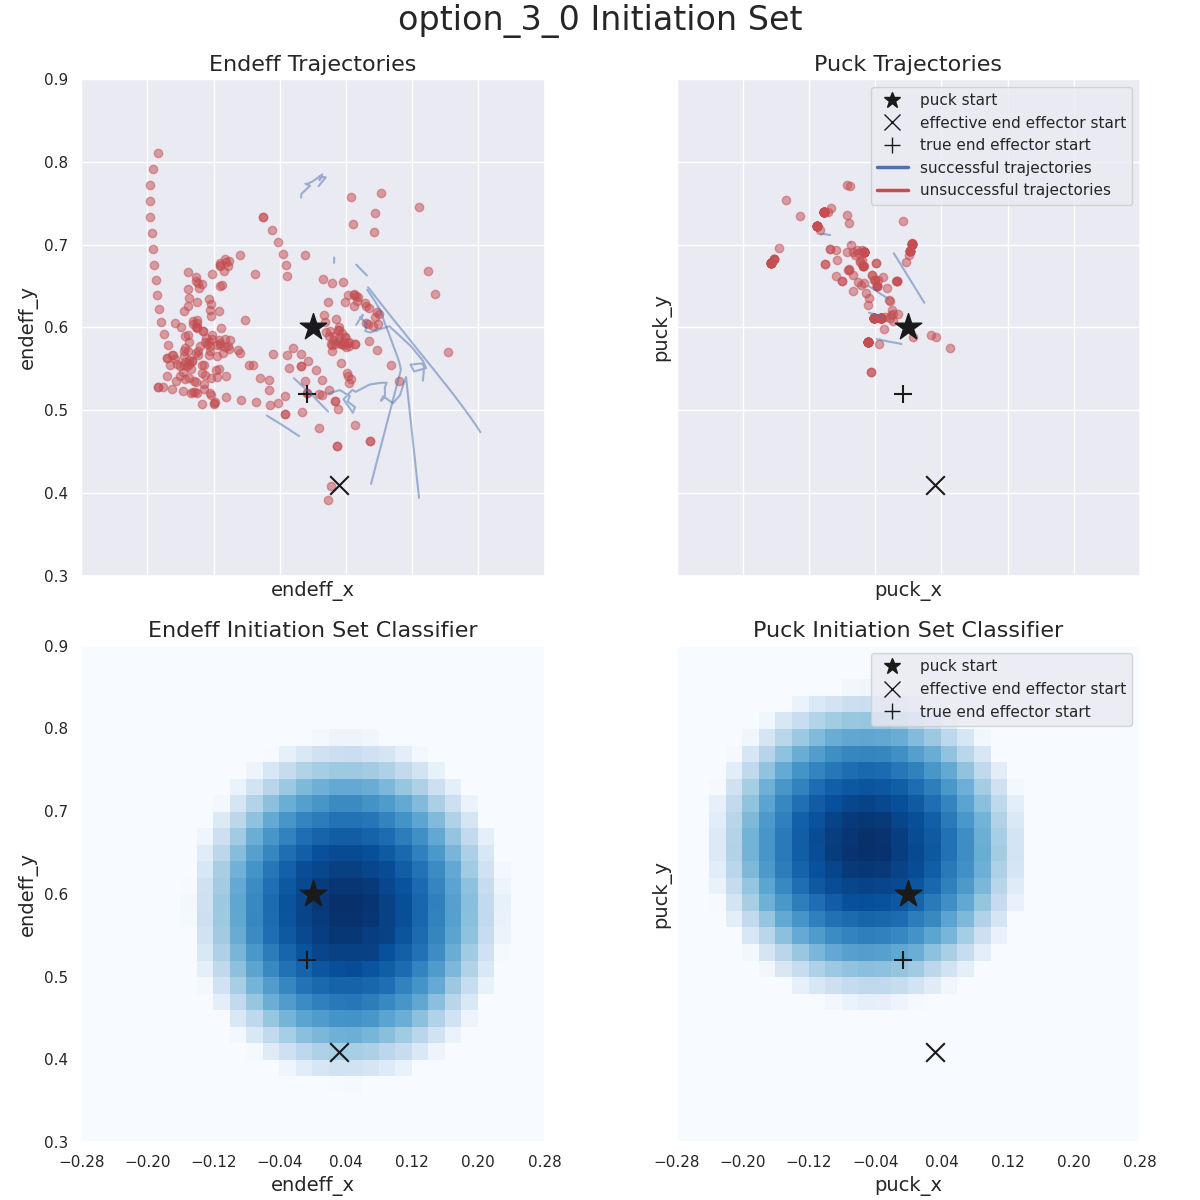 option_3_0 Initiation Set
Endeff Trajectories
Puck Trajectories
0.9
0.8
0.7
0.6
0.5
0.4
0.3
endeff_y
endeff_x
puck_y
puck_x
puck start
effective end effector start
true end effector start
successful trajectories
unsuccessful trajectories
Endeff Initiation Set Classifier
Puck Initiation Set Classifier
0.9
0.8
0.7
0.6
0.5
0.4
0.3
endeff_y
−0.28 −0.20 −0.12 −0.04 0.04 0.12 0.20 0.28
endeff_x
puck_y
puck start
effective end effector start
true end effector start
−0.28 −0.20 −0.12 −0.04 0.04 0.12 0.20 0.28
puck_x